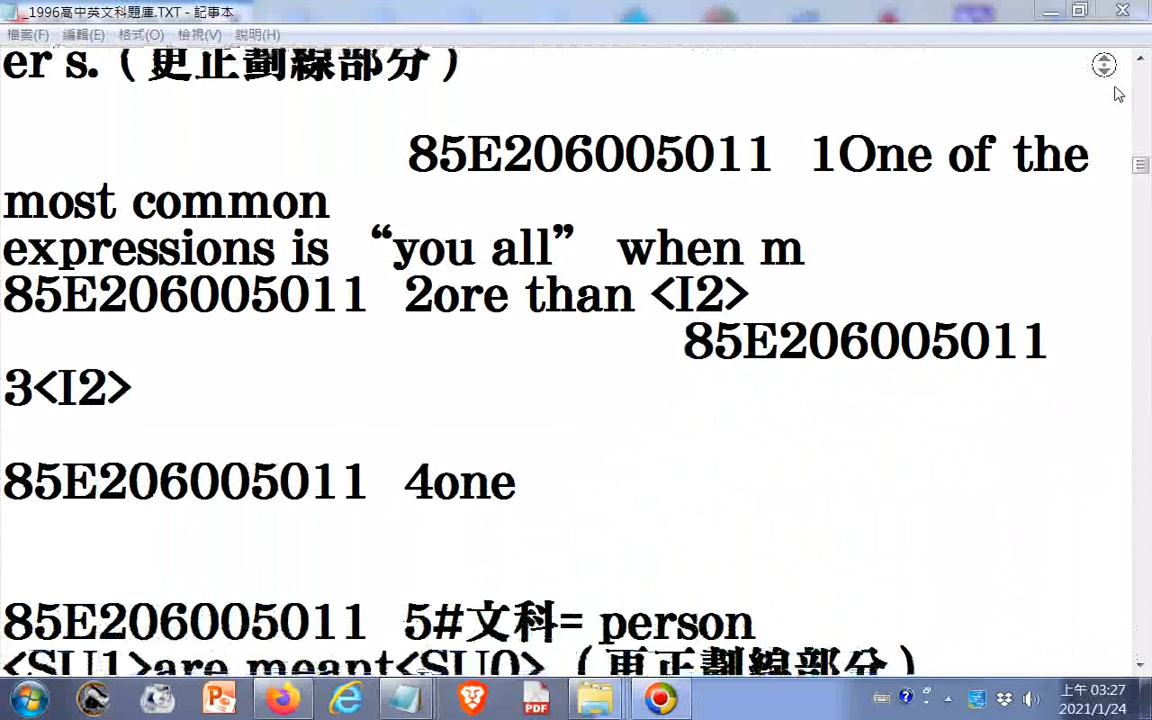 _1996高中英文科題庫.TXT - 記事本
檔案(F) 編輯(E) 格式(O) 檢視(V) 說明(H)
er s.（更正劃線部分）
85E206005011 1One of the
most common
expressions is “you all” when m
85E206005011 2ore than <I2>
85E206005011
3<I2>
85E206005011 4one
85E206005011 5#文科= person
<SU1>are meant<SU0>（更正劃線部分）
PDF
上午 03:27
2021/1/24